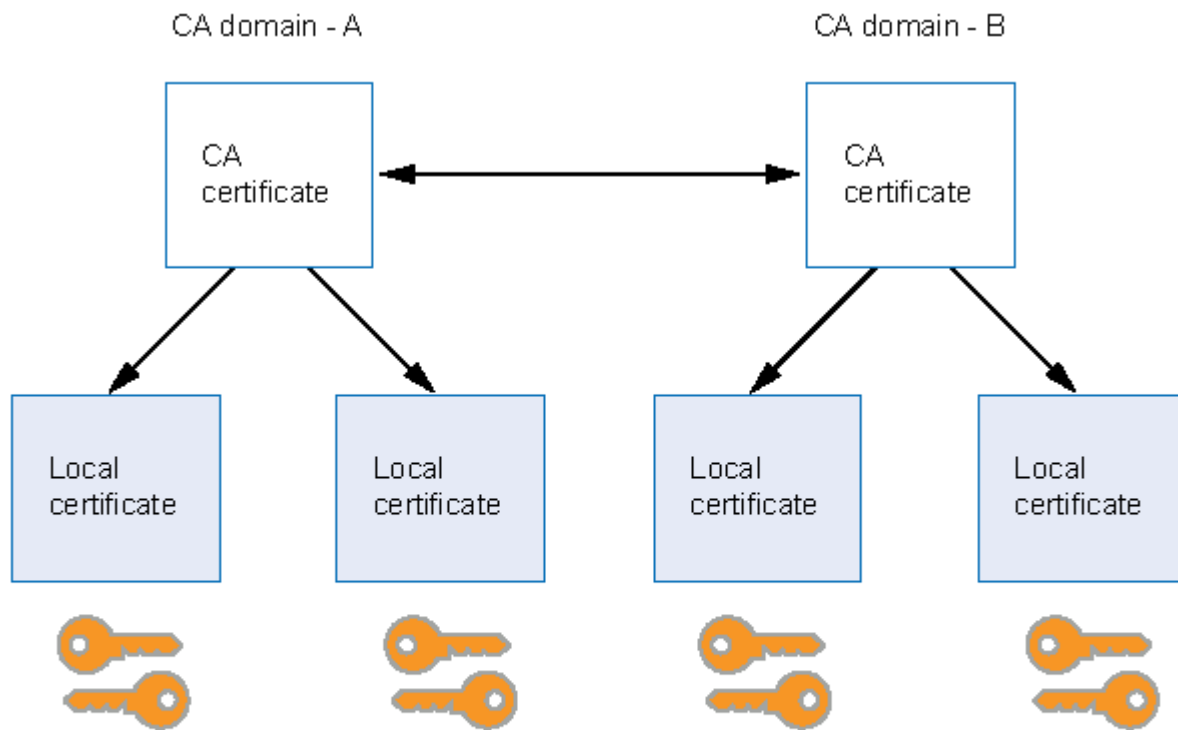 CA domain - A
CA domain - B
CA
certificate
CA
certificate
Local
certificate
Local
certificate
Local
certificate
Local
certificate